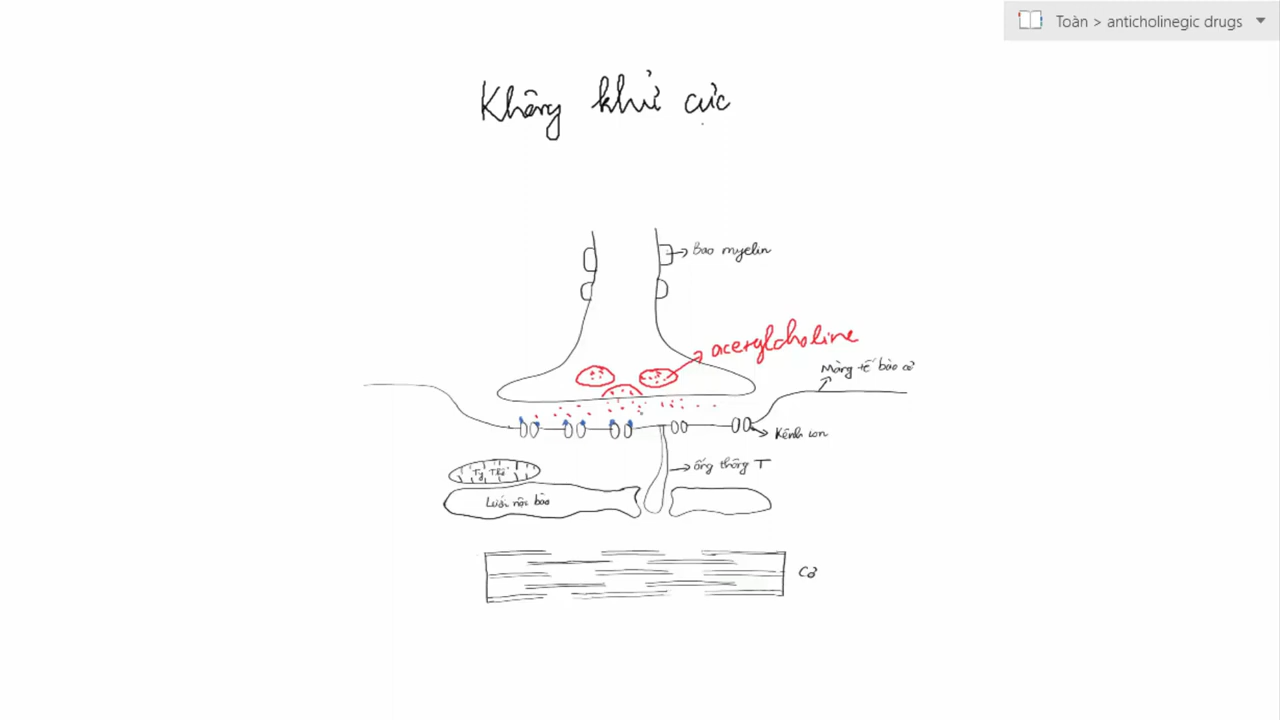 Toàn > anticholinegic drugs
Không khử cực
Bao myelin
acetylcholine
Màng tế bào cơ
Kênh ion
ống thông T
Ty Thể
Lưới nội bào
Cơ